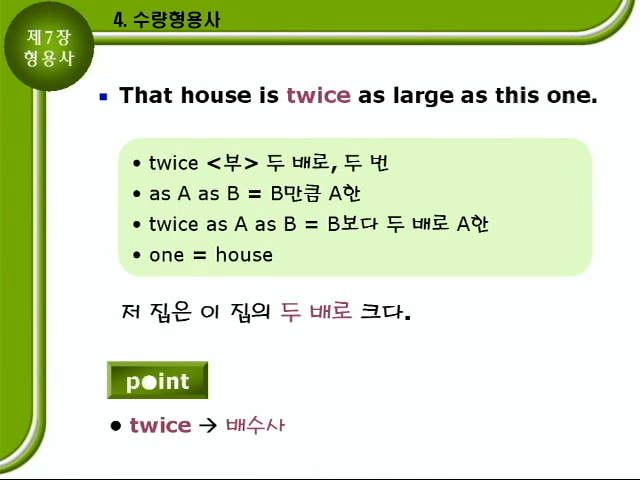 제7장
형용사
4. 수량형용사
▪ That house is twice as large as this one.
• twice <부> 두 배로, 두 번
• as A as B = B만큼 A한
• twice as A as B = B보다 두 배로 A한
• one = house
저 집은 이 집의 두 배로 크다.
point
• twice → 배수사